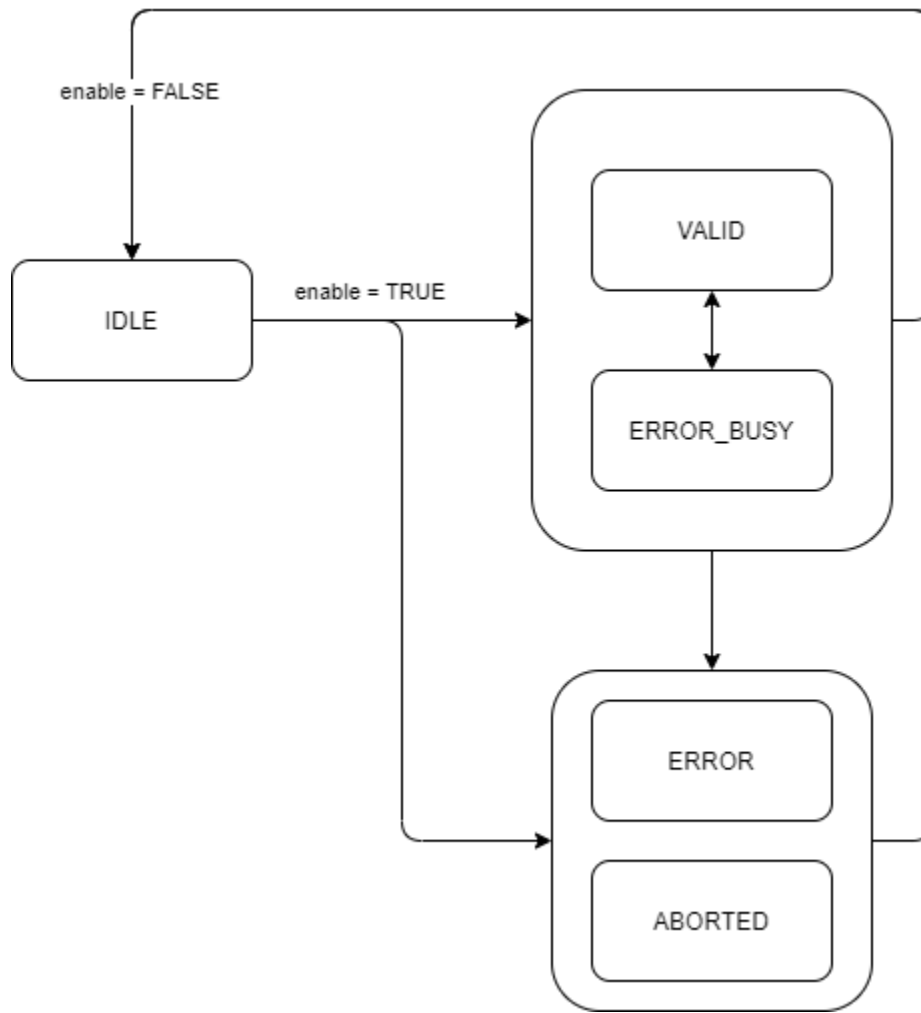 enable = FALSE
VALID
enable = TRUE
IDLE
ERROR_BUSY
ERROR
ABORTED